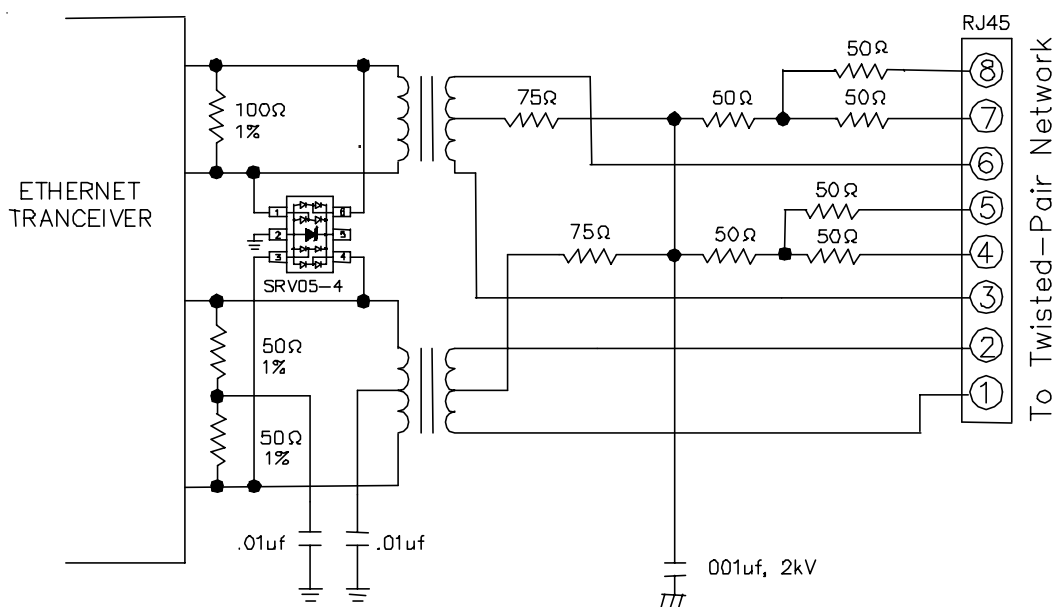 RJ45
To Twisted-Pair Network
50Ω
8
100Ω
1%
75Ω
50Ω
50Ω
7
6
ETHERNET
TRANCEIVER
1
6
2
5
3
4
SRV05-4
50Ω
5
75Ω
50Ω
50Ω
4
3
50Ω
1%
2
1
50Ω
1%
.01uf
.01uf
001uf, 2kV